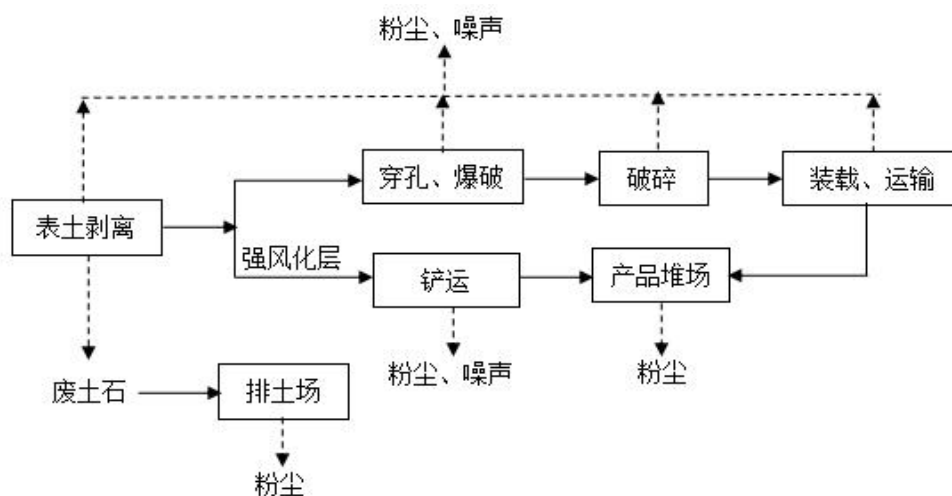 粉尘、噪声
穿孔、爆破
破碎
装载、运输
表土剥离
强风化层
铲运
产品堆场
粉尘、噪声
粉尘
废土石
排土场
粉尘